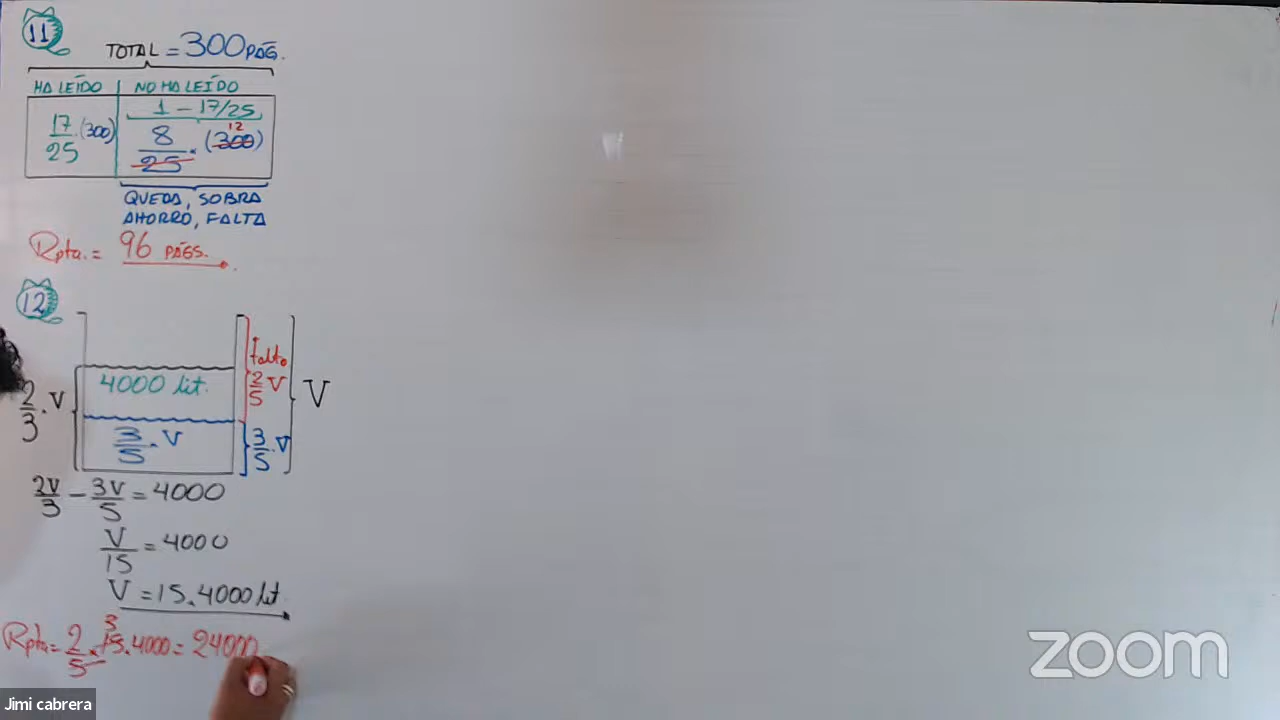 11
TOTAL = 300 PÁG.
HA LEÍDO NO HA LEÍDO
1 - 17/25
17/25 . (300) 8/25 . (300) 12
QUEDA, SOBRA
AHORRO, FALTA
Rpta. = 96 PÁGS.
12
falta
4000 lit. 2/5 V
2/3 . V V
3/5 . V 3/5 . V
2V/3 - 3V/5 = 4000
V/15 = 4000
V = 15.4000 lit.
3
Rpta = 2/5 . 15.4000 = 24000
zoom
Jimi cabrera